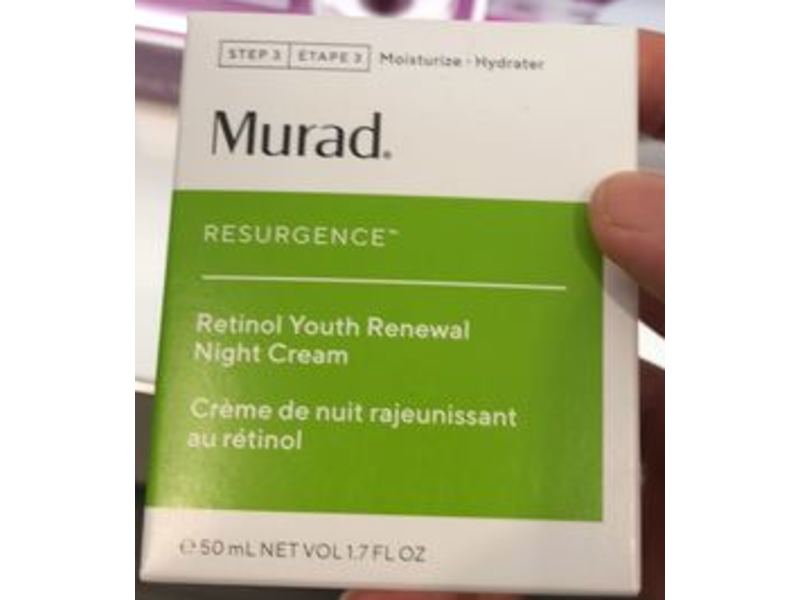 STEP 3 ÉTAPE 3 Moisturize · Hydrater
Murad®
RESURGENCE™
Retinol Youth Renewal
Night Cream
Crème de nuit rajeunissant
au rétinol
℮ 50 mL NET VOL 1.7 FL OZ